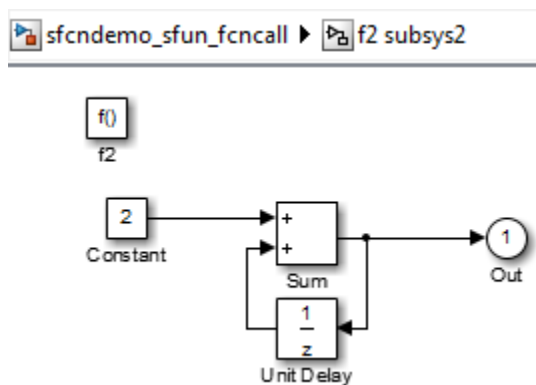 sfcndemo_sfun_fcncall ▶ f2 subsys2
f()
f2
2
Constant
+
+
Sum
1
Out
1
z
Unit Delay